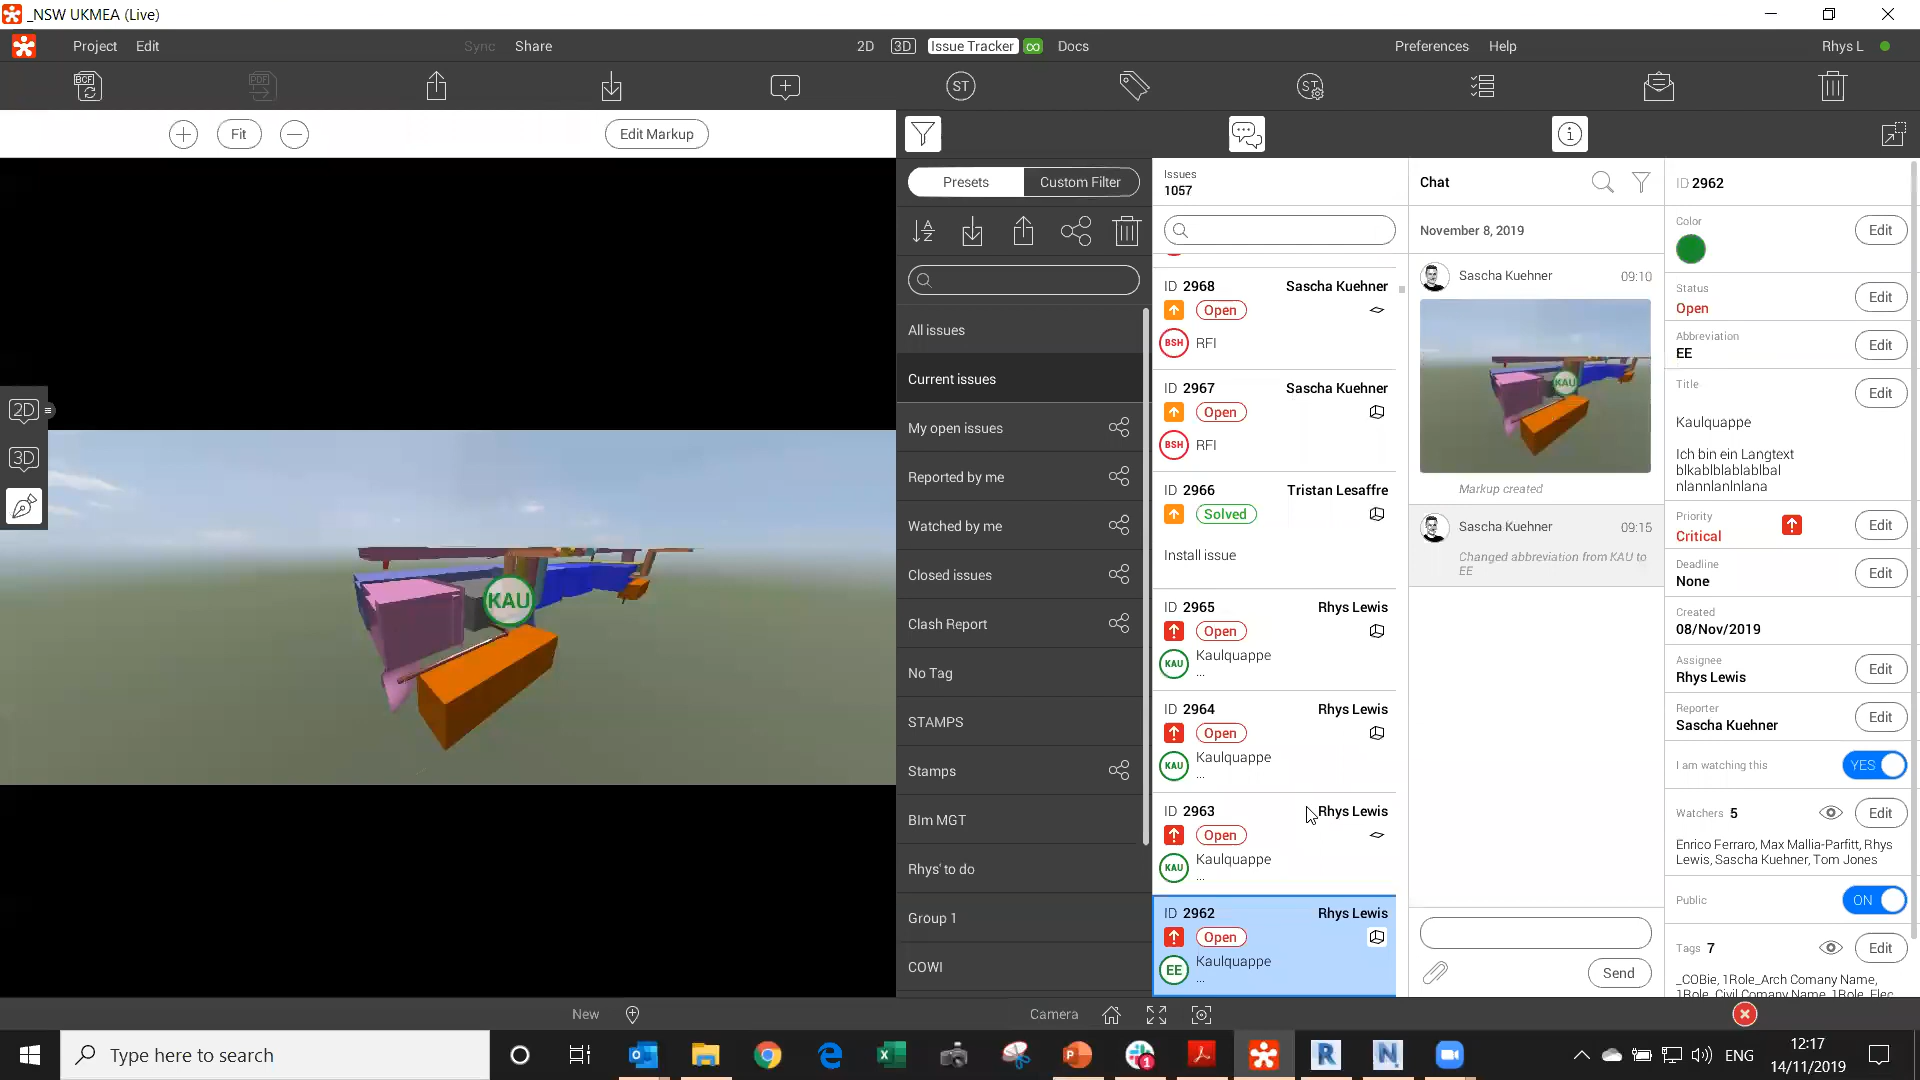 _NSW UKMEA (Live)
Project Edit Sync Share 2D 3D Issue Tracker Docs Preferences Help Rhys L
BCF PDF ST ST
Fit Edit Markup
Presets Custom Filter
All issues
Current issues
My open issues
Reported by me
Watched by me
Closed issues
Clash Report
No Tag
STAMPS
Stamps
BIm MGT
Rhys' to do
Group 1
COWI
Issues
1057
ID 2968 Sascha Kuehner
Open
BSH RFI
ID 2967 Sascha Kuehner
Open
BSH RFI
ID 2966 Tristan Lesaffre
Solved
Install issue
ID 2965 Rhys Lewis
Open
KAU Kaulquappe
...
ID 2964 Rhys Lewis
Open
KAU Kaulquappe
...
ID 2963 Rhys Lewis
Open
KAU Kaulquappe
...
ID 2962 Rhys Lewis
Open
EE Kaulquappe
...
Chat
November 8, 2019
Sascha Kuehner 09:10
KAU
Markup created
Sascha Kuehner 09:15
Changed abbreviation from KAU to
EE
Send
ID 2962
Color Edit
Status
Open Edit
Abbreviation
EE Edit
Title Edit
Kaulquappe
Ich bin ein Langtext
blkablblablablbal
nlannlanlnlana
Priority
Critical Edit
Deadline
None Edit
Created
08/Nov/2019
Assignee
Rhys Lewis Edit
Reporter
Sascha Kuehner Edit
I am watching this YES
Watchers 5 Edit
Enrico Ferraro, Max Mallia-Parfitt, Rhys
Lewis, Sascha Kuehner, Tom Jones
Public ON
Tags 7 Edit
_COBie, 1Role_Arch Comany Name,
1Role_Civil Comany Name, 1Role_Elec
2D
3D
KAU
New Camera
Type here to search
1
ENG
12:17
14/11/2019